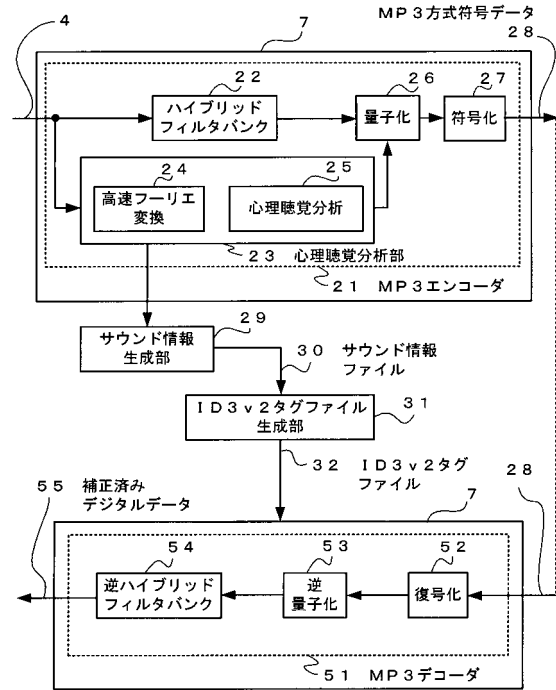 MP3方式符号データ
4
7
28
22
26
27
ハイブリッド
フィルタバンク
量子化
符号化
24
25
高速フーリエ
変換
心理聴覚分析
23 心理聴覚分析部
21 MP3エンコーダ
29
サウンド情報
生成部
30 サウンド情報
ファイル
31
ID3v2タグファイル
生成部
32 ID3v2タグ
ファイル
55 補正済み
デジタルデータ
7
28
54
53
52
逆ハイブリッド
フィルタバンク
逆
量子化
復号化
51 MP3デコーダ